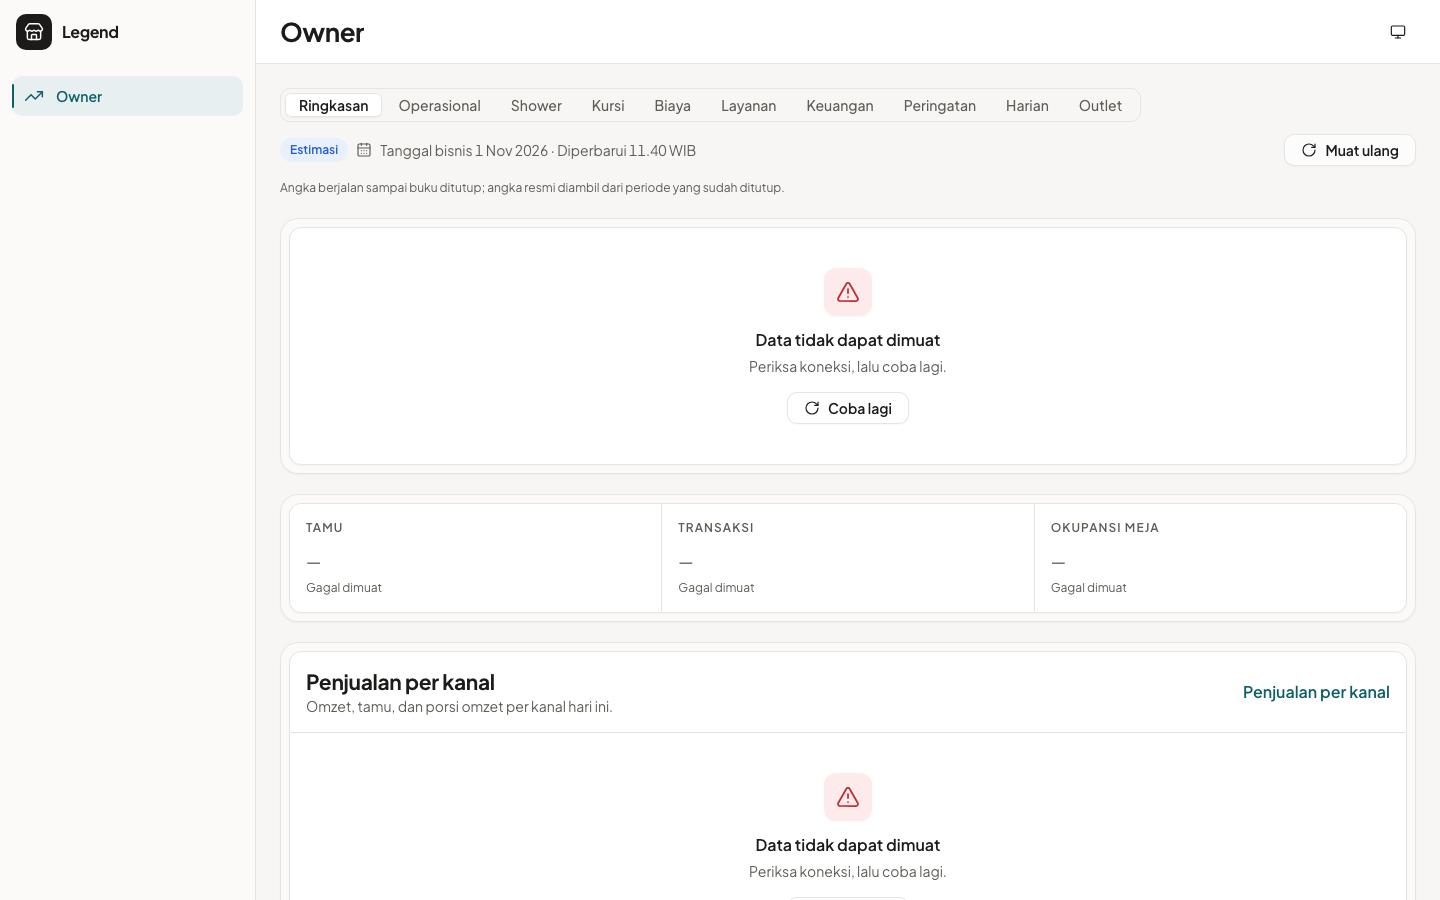 Legend
Owner
Owner
Ringkasan
Operasional
Shower
Kursi
Biaya
Layanan
Keuangan
Peringatan
Harian
Outlet
Estimasi
Tanggal bisnis 1 Nov 2026 · Diperbarui 11.40 WIB
Muat ulang
Angka berjalan sampai buku ditutup; angka resmi diambil dari periode yang sudah ditutup.
Data tidak dapat dimuat
Periksa koneksi, lalu coba lagi.
Coba lagi
TAMU
—
Gagal dimuat
TRANSAKSI
—
Gagal dimuat
OKUPANSI MEJA
—
Gagal dimuat
Penjualan per kanal
Omzet, tamu, dan porsi omzet per kanal hari ini.
Penjualan per kanal
Data tidak dapat dimuat
Periksa koneksi, lalu coba lagi.